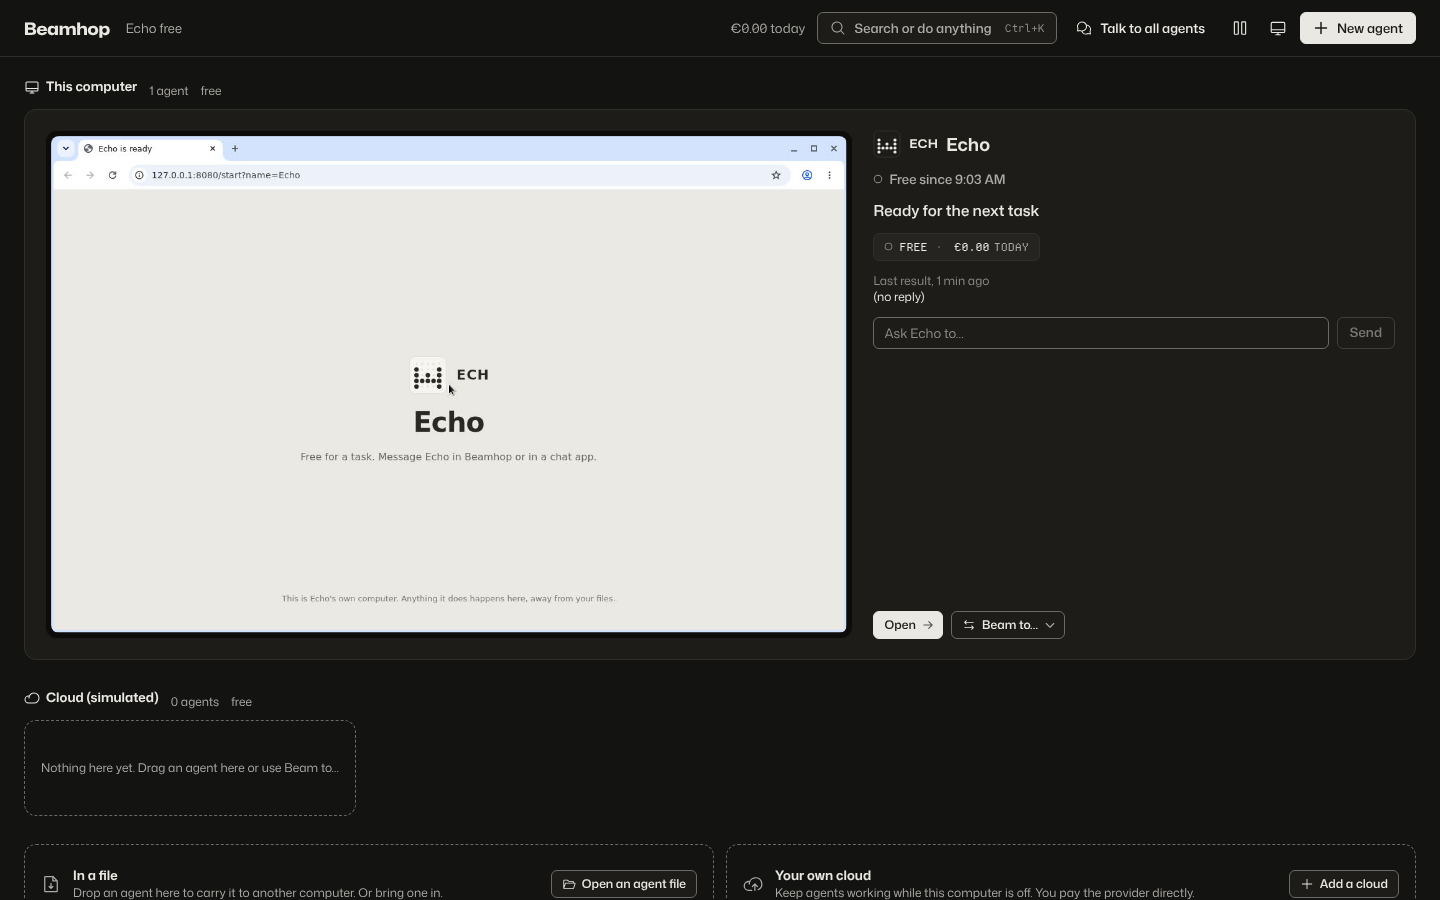 Beamhop Echo free €0.00 today Search or do anything Ctrl+K Talk to all agents New agent
This computer 1 agent free
Echo is ready
127.0.0.1:8080/start?name=Echo
ECH
Echo
Free for a task. Message Echo in Beamhop or in a chat app.
This is Echo's own computer. Anything it does happens here, away from your files.
ECH Echo
Free since 9:03 AM
Ready for the next task
FREE · €0.00 TODAY
Last result, 1 min ago
(no reply)
Ask Echo to... Send
Open Beam to...
Cloud (simulated) 0 agents free
Nothing here yet. Drag an agent here or use Beam to...
In a file
Drop an agent here to carry it to another computer. Or bring one in.
Open an agent file
Your own cloud
Keep agents working while this computer is off. You pay the provider directly.
Add a cloud